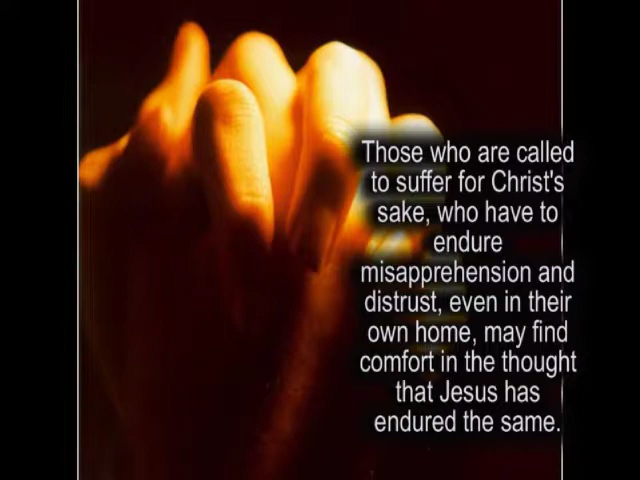 Those who are called
to suffer for Christ's
sake, who have to
endure
misapprehension and
distrust, even in their
own home, may find
comfort in the thought
that Jesus has
endured the same.